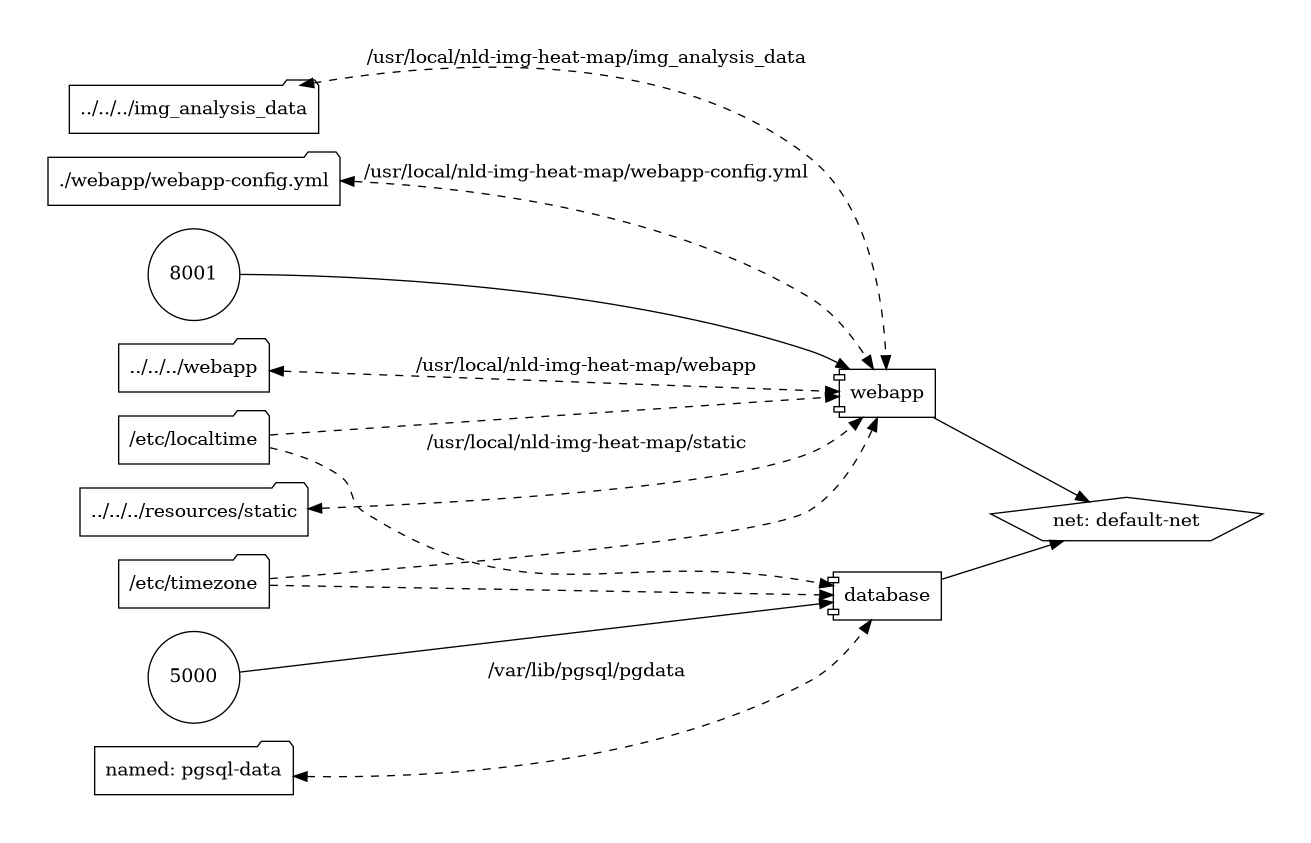 /usr/local/nld-img-heat-map/img_analysis_data
../../../img_analysis_data
./webapp/webapp-config.yml
/usr/local/nld-img-heat-map/webapp-config.yml
8001
../../../webapp
/usr/local/nld-img-heat-map/webapp
webapp
/etc/localtime
/usr/local/nld-img-heat-map/static
../../../resources/static
net: default-net
/etc/timezone
database
5000
/var/lib/pgsql/pgdata
named: pgsql-data